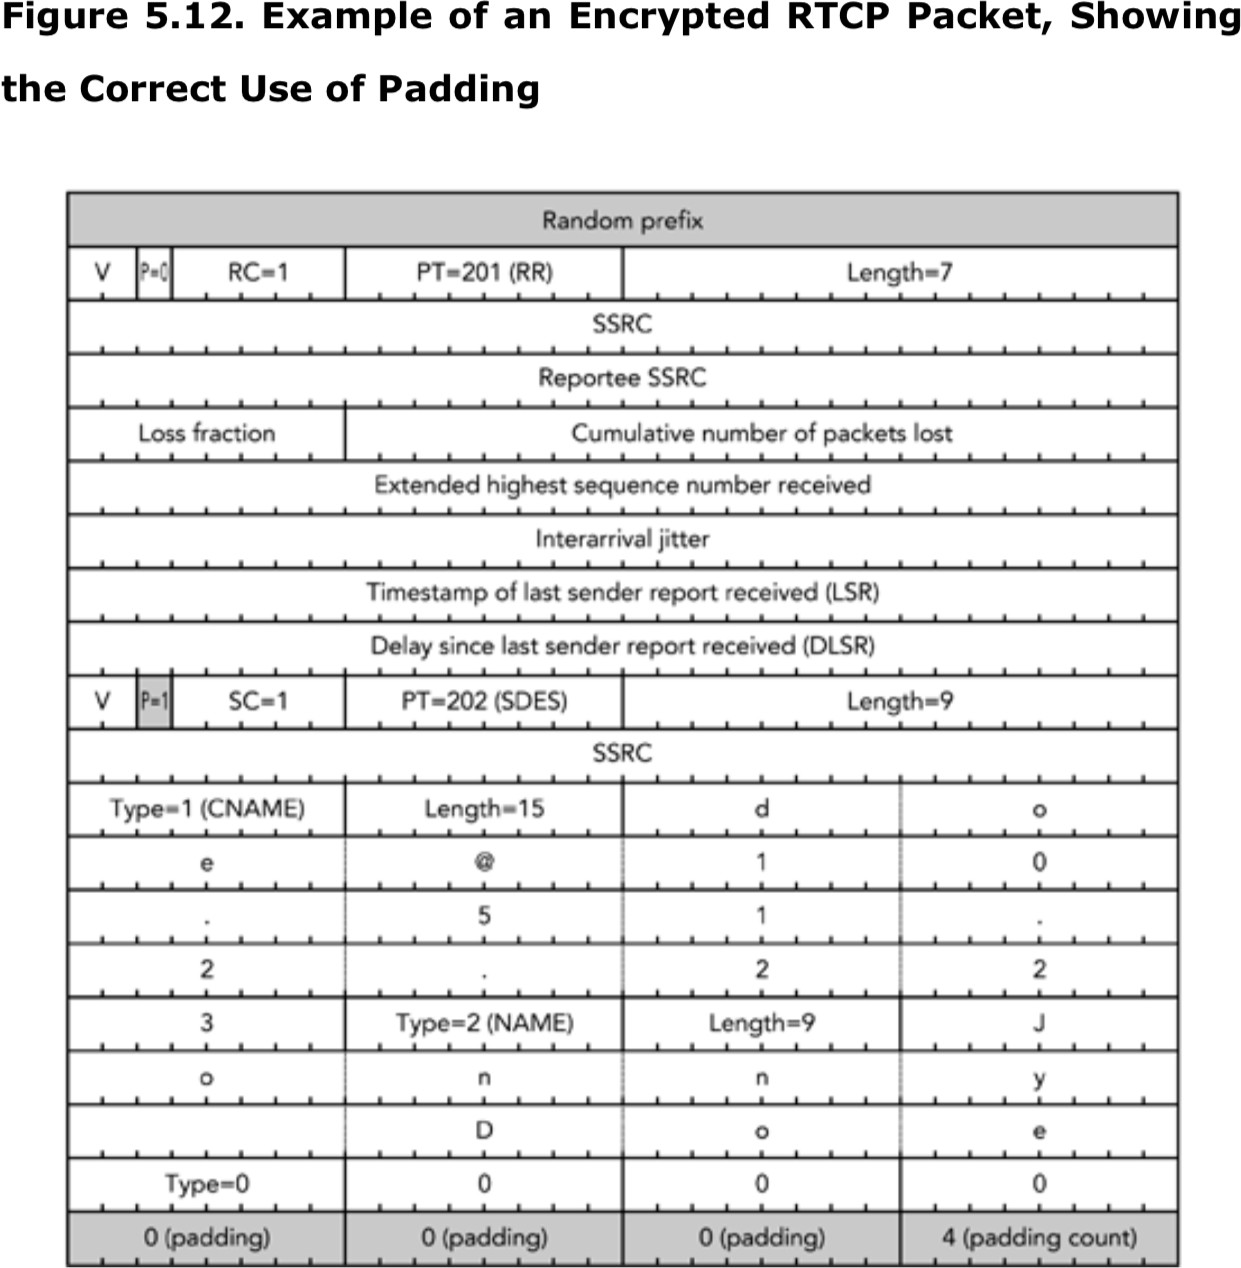 Figure 5.12. Example of an Encrypted RTCP Packet, Showing
the Correct Use of Padding
Random prefix
V P=0 RC=1 PT=201 (RR) Length=7
SSRC
Reportee SSRC
Loss fraction Cumulative number of packets lost
Extended highest sequence number received
Interarrival jitter
Timestamp of last sender report received (LSR)
Delay since last sender report received (DLSR)
V P=1 SC=1 PT=202 (SDES) Length=9
SSRC
Type=1 (CNAME) Length=15 d o
e @ 1 0
. 5 1 .
2 . 2 2
3 Type=2 (NAME) Length=9 J
o n n y
D o e
Type=0 0 0 0
0 (padding) 0 (padding) 0 (padding) 4 (padding count)